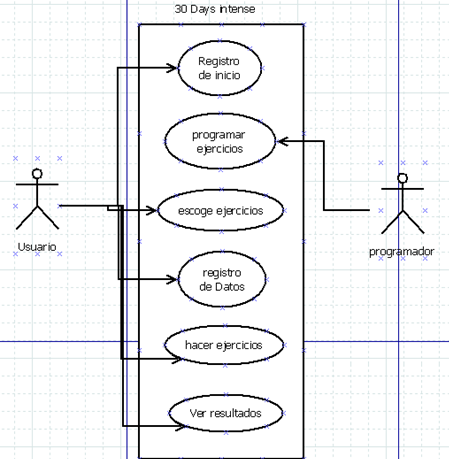 30 Days intense
Registro
de inicio
programar
ejercicios
escoge ejercicios
Usuario
programador
registro
de Datos
hacer ejercicios
Ver resultados